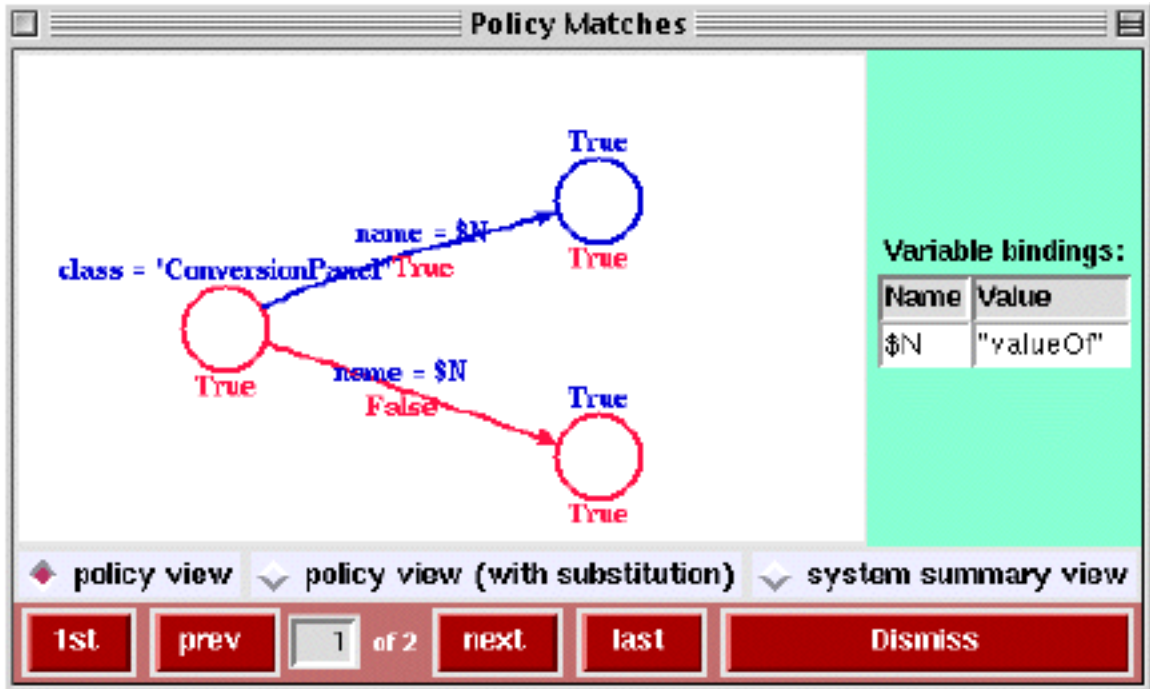 Policy Matches
True
name = $N
True
True
class = 'ConversionPanel'
True
name = $N
False
True
True
Variable bindings:
Name Value
$N "valueOf"
policy view policy view (with substitution) system summary view
1st prev 1 of 2 next last Dismiss